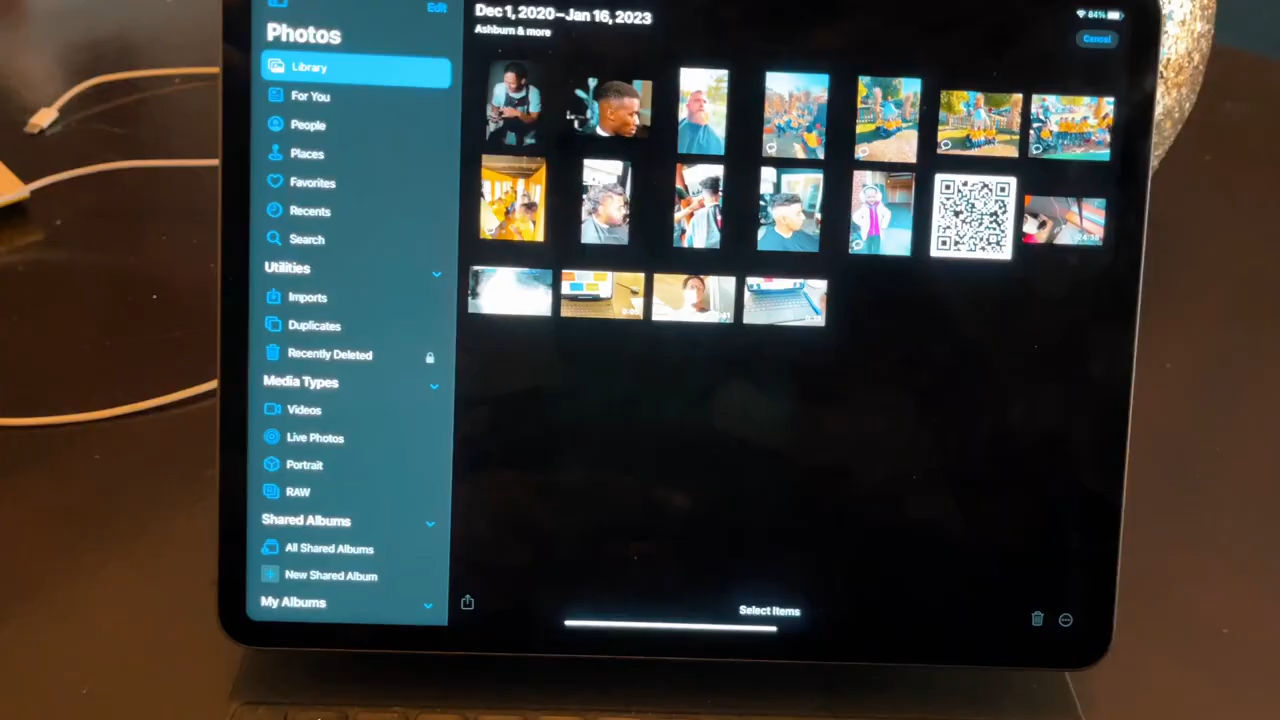 Edit
Photos
Library
For You
People
Places
Favorites
Recents
Search
Utilities
Imports
Duplicates
Recently Deleted
Media Types
Videos
Live Photos
Portrait
RAW
Shared Albums
All Shared Albums
New Shared Album
My Albums
Dec 1, 2020–Jan 16, 2023
Ashburn & more
84%
Cancel
Select Items